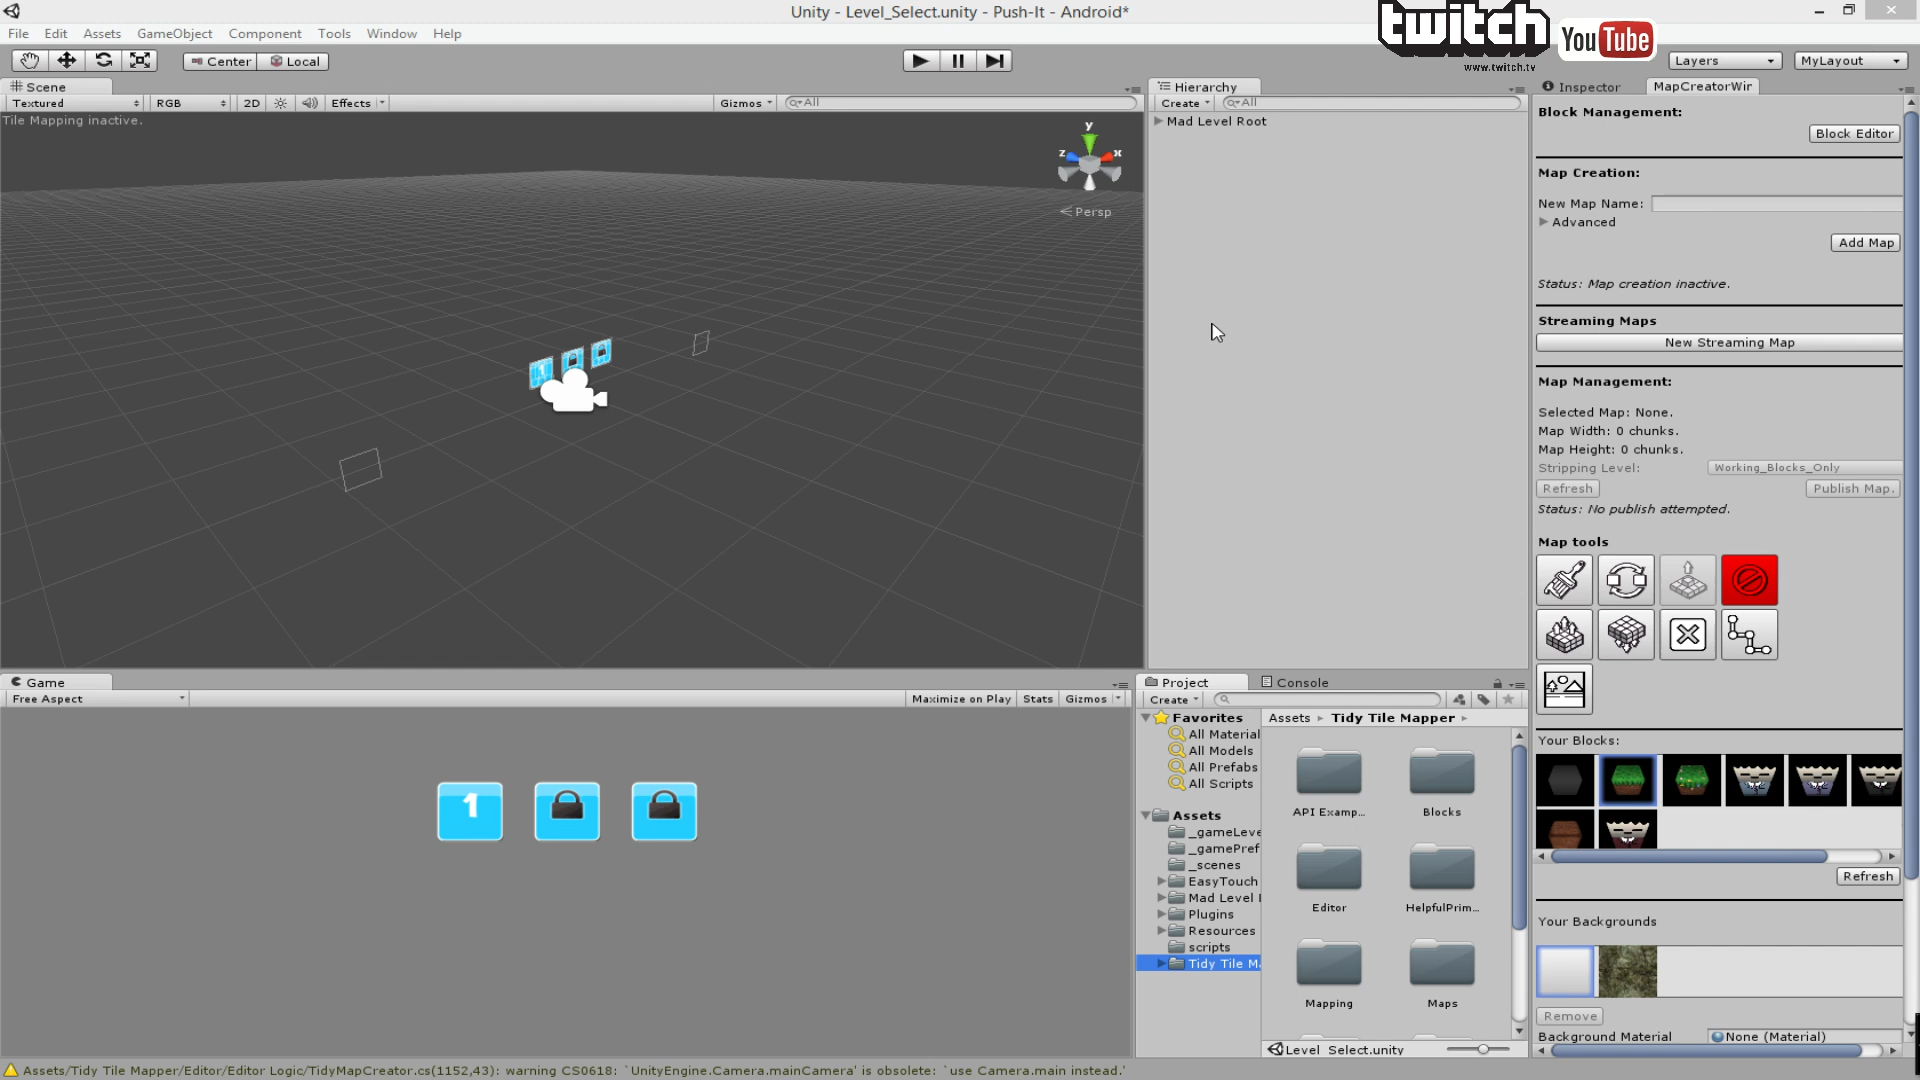 Unity - Level_Select.unity - Push-It - Android*
twitch
www.twitch.tv
You Tube
File Edit Assets GameObject Component Tools Window Help
Center Local
Layers MyLayout
Scene
Textured RGB 2D Effects Gizmos All
Tile Mapping inactive.
y
z x
Persp
Hierarchy
Create All
Mad Level Root
Inspector MapCreatorWir
Block Management:
Block Editor
Map Creation:
New Map Name:
Advanced
Add Map
Status: Map creation inactive.
Streaming Maps
New Streaming Map
Map Management:
Selected Map: None.
Map Width: 0 chunks.
Map Height: 0 chunks.
Stripping Level: Working_Blocks_Only
Refresh Publish Map.
Status: No publish attempted.
Map tools
Your Blocks:
Refresh
Your Backgrounds
Remove
Background Material None (Material)
1
Game
Free Aspect Maximize on Play Stats Gizmos
1
Project Console
Create
Favorites
All Material
All Models
All Prefabs
All Scripts
Assets
_gameLeve
_gamePref
_scenes
EasyTouch
Mad Level
Plugins
Resources
scripts
Tidy Tile M
Assets Tidy Tile Mapper
API Examp... Blocks
Editor HelpfulPrim...
Mapping Maps
Level_Select.unity
Assets/Tidy Tile Mapper/Editor/Editor Logic/TidyMapCreator.cs(1152,43): warning CS0618: `UnityEngine.Camera.mainCamera' is obsolete: `use Camera.main instead.'